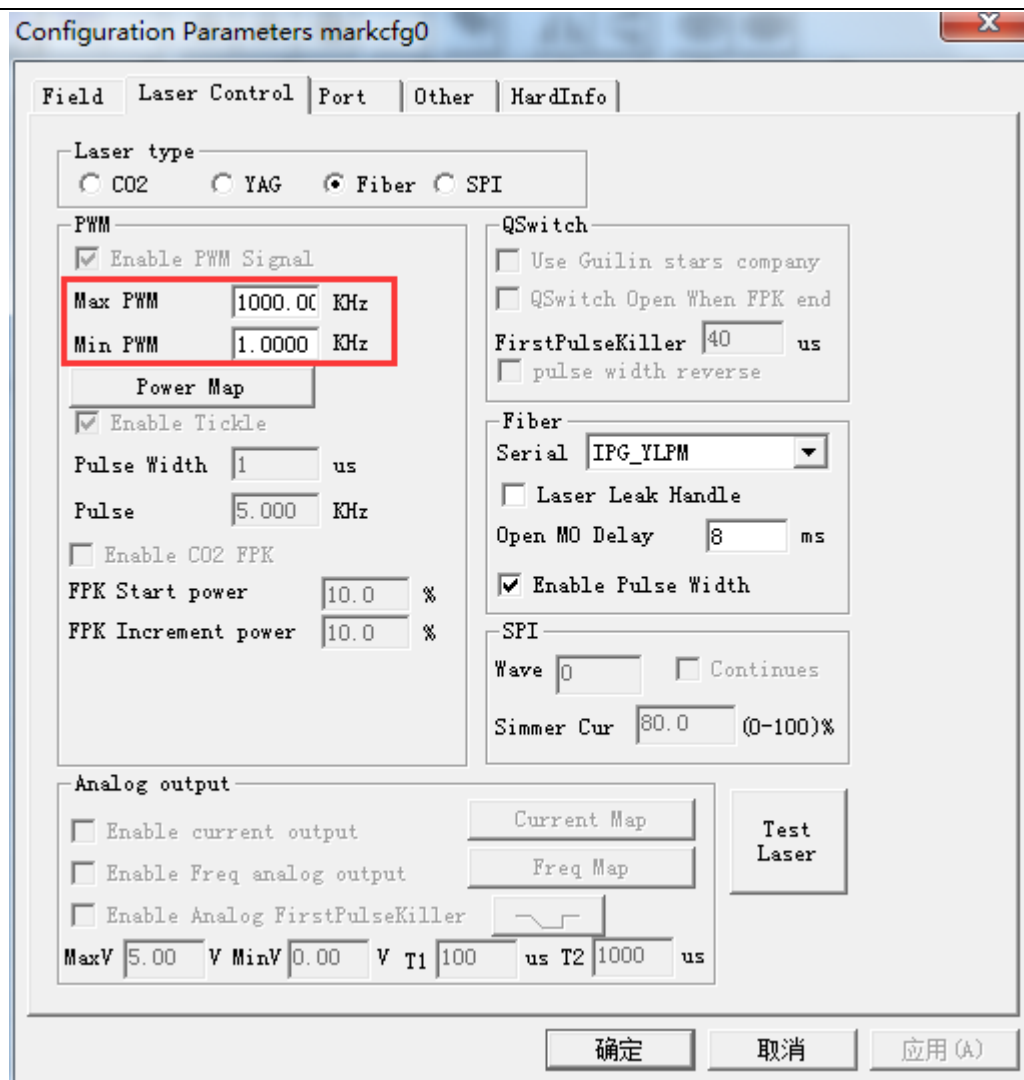 Configuration Parameters markcfg0
Field Laser Control Port Other HardInfo
Laser type
CO2 YAG Fiber SPI
PWM
Enable PWM Signal
Max PWM 1000.00 KHz
Min PWM 1.0000 KHz
Power Map
Enable Tickle
Pulse Width 1 us
Pulse 5.000 KHz
Enable CO2 FPK
FPK Start power 10.0 %
FPK Increment power 10.0 %
QSwitch
Use Guilin stars company
QSwitch Open When FPK end
FirstPulseKiller 40 us
pulse width reverse
Fiber
Serial IPG_YLPM
Laser Leak Handle
Open MO Delay 8 ms
Enable Pulse Width
SPI
Wave 0 Continues
Simmer Cur 80.0 (0-100)%
Analog output
Enable current output Current Map
Enable Freq analog output Freq Map
Enable Analog FirstPulseKiller
MaxV 5.00 V MinV 0.00 V T1 100 us T2 1000 us
Test
Laser
确定 取消 应用(A)